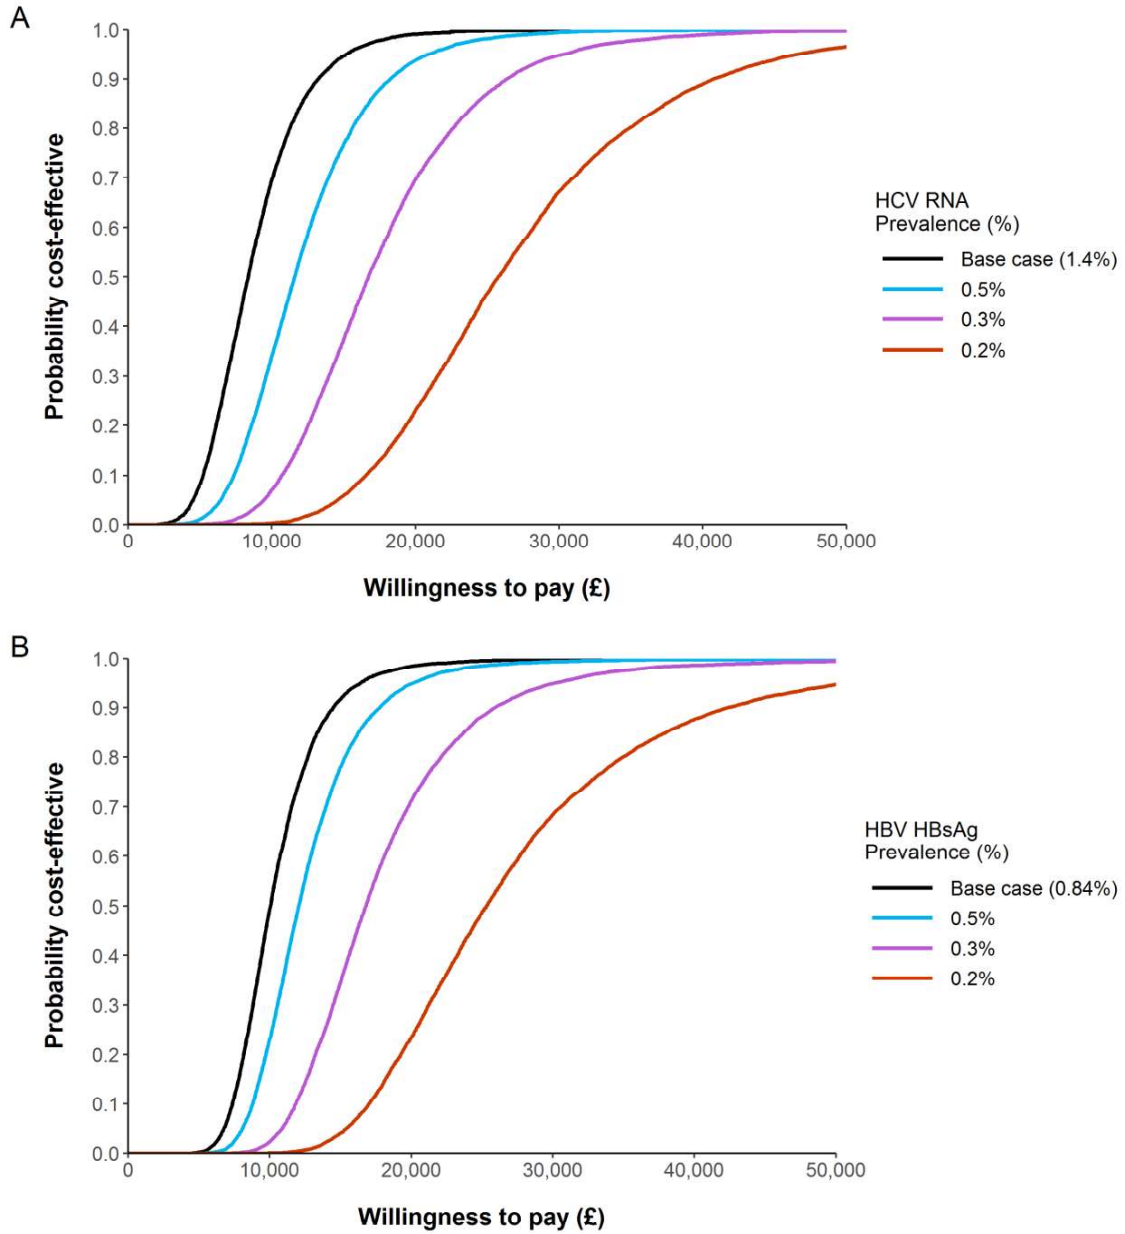 A
1.0
0.9
0.8
0.7
0.6
0.5
0.4
0.3
0.2
0.1
0.0
Probability cost-effective
0 10,000 20,000 30,000 40,000 50,000
Willingness to pay (£)
HCV RNA
Prevalence (%)
Base case (1.4%)
0.5%
0.3%
0.2%
B
1.0
0.9
0.8
0.7
0.6
0.5
0.4
0.3
0.2
0.1
0.0
Probability cost-effective
0 10,000 20,000 30,000 40,000 50,000
Willingness to pay (£)
HBV HBsAg
Prevalence (%)
Base case (0.84%)
0.5%
0.3%
0.2%